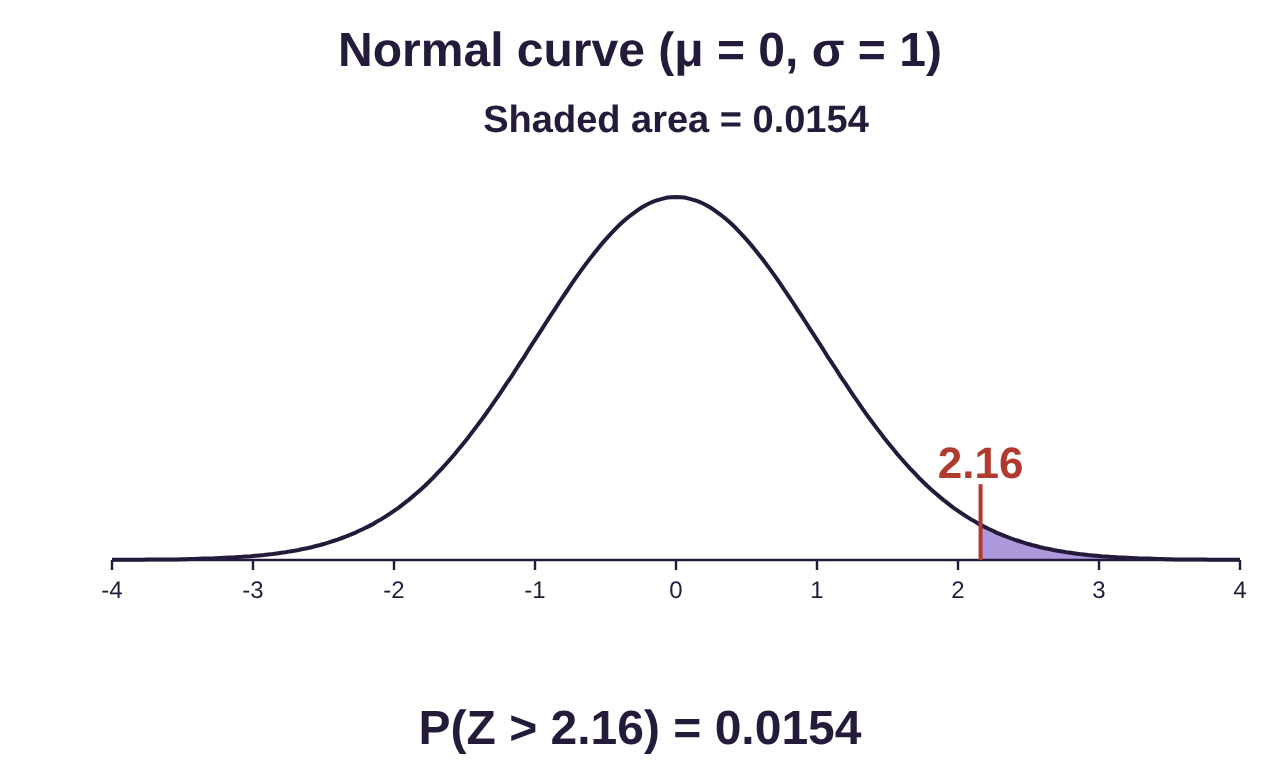 Normal curve (μ = 0, σ = 1)
Shaded area = 0.0154
2.16
-4 -3 -2 -1 0 1 2 3 4
P(Z > 2.16) = 0.0154